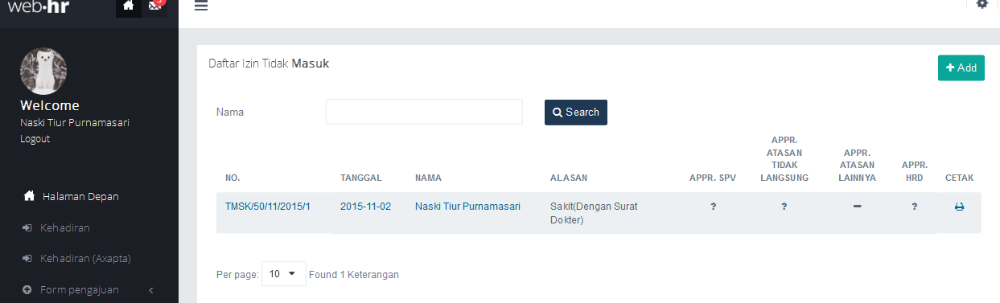 web·hr
Welcome
Naski Tiur Purnamasari
Logout
Halaman Depan
Kehadiran
Kehadiran (Axapta)
Form pengajuan
Daftar Izin Tidak Masuk
+ Add
Nama
Search
NO.
TANGGAL
NAMA
ALASAN
APPR. SPV
APPR.
ATASAN
TIDAK
LANGSUNG
APPR.
ATASAN
LAINNYA
APPR.
HRD
CETAK
TMSK/50/11/2015/1
2015-11-02
Naski Tiur Purnamasari
Sakit(Dengan Surat
Dokter)
?
?
?
Per page: 10 Found 1 Keterangan